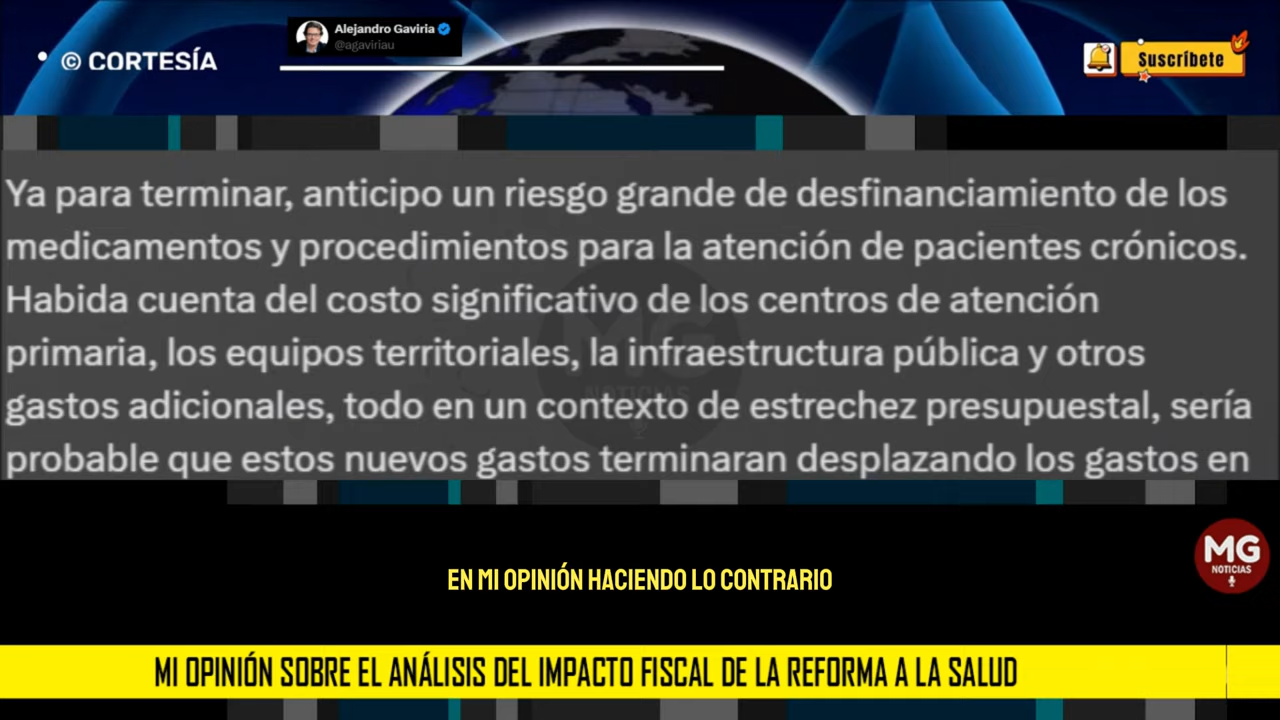 © CORTESÍA
Alejandro Gaviria
@agaviriau
Suscríbete
Ya para terminar, anticipo un riesgo grande de desfinanciamiento de los
medicamentos y procedimientos para la atención de pacientes crónicos.
Habida cuenta del costo significativo de los centros de atención
primaria, los equipos territoriales, la infraestructura pública y otros
gastos adicionales, todo en un contexto de estrechez presupuestal, sería
probable que estos nuevos gastos terminaran desplazando los gastos en
MG
NOTICIAS
EN MI OPINIÓN HACIENDO LO CONTRARIO
MG
NOTICIAS
MI OPINIÓN SOBRE EL ANÁLISIS DEL IMPACTO FISCAL DE LA REFORMA A LA SALUD